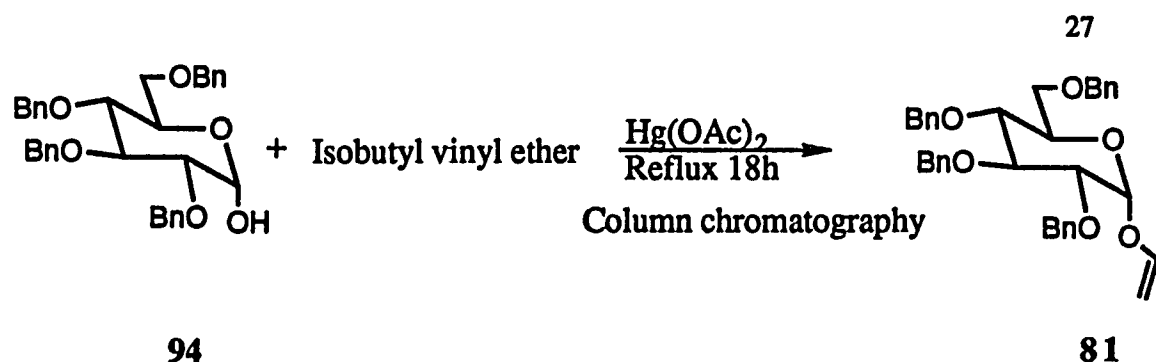 27
OBn
BnO
O
BnO
BnO
OH
+ Isobutyl vinyl ether
Hg(OAc)2
Reflux 18h
Column chromatography
OBn
BnO
O
BnO
BnO
O
94
81